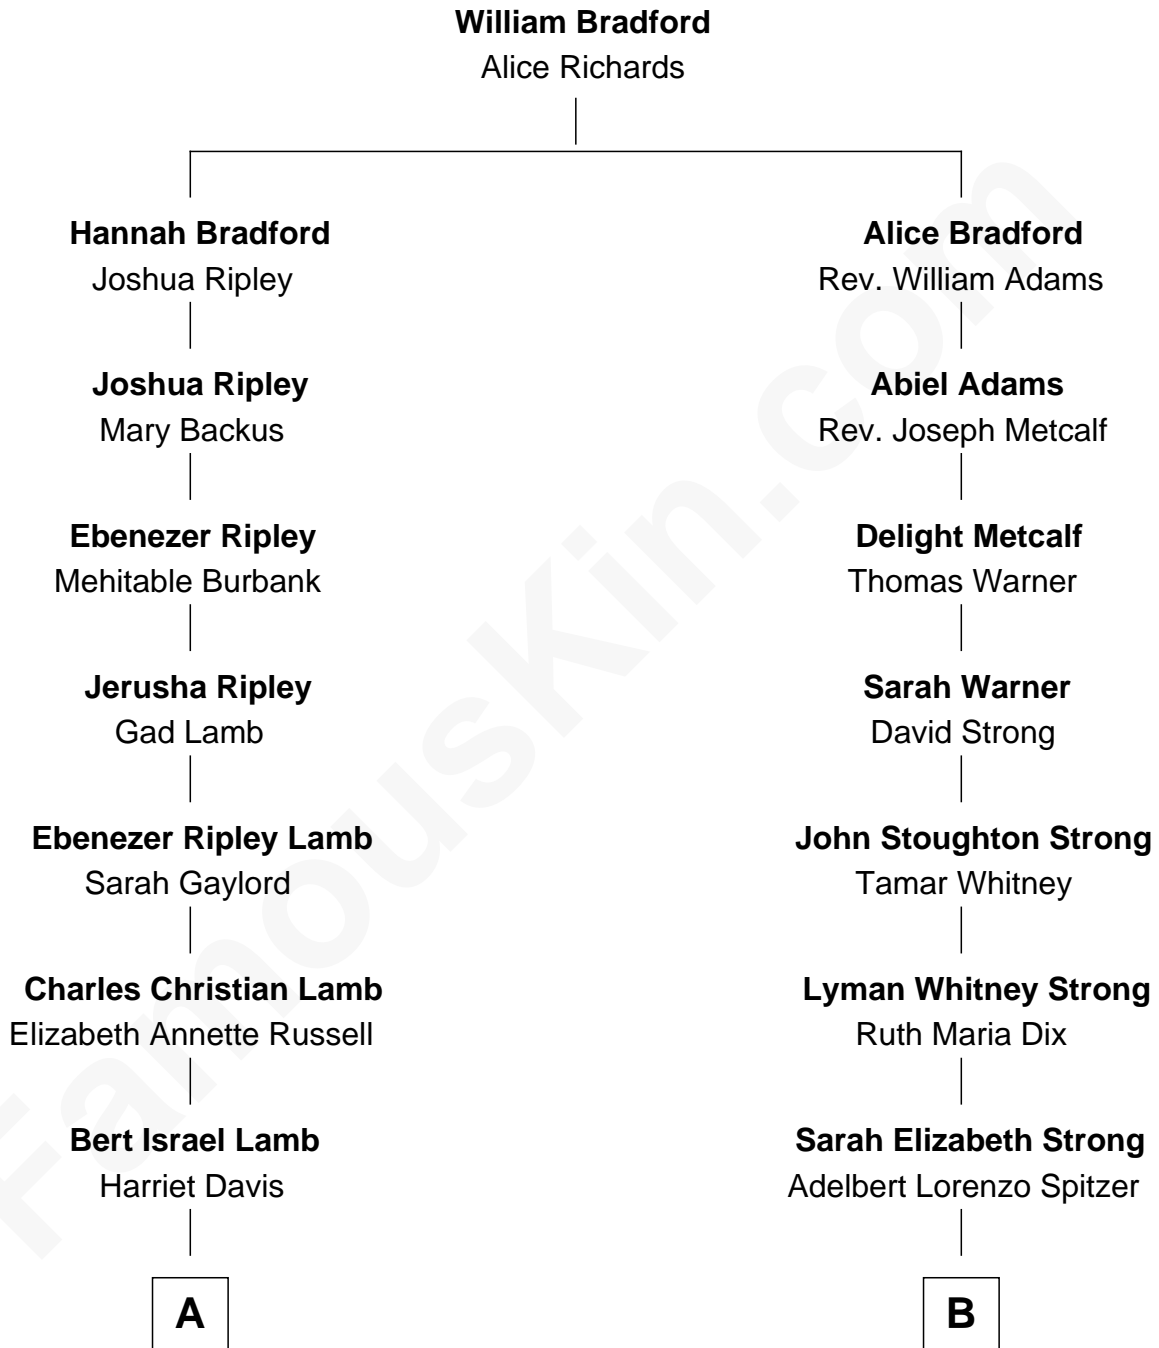 William Bradford
Alice Richards
Hannah Bradford
Joshua Ripley
Alice Bradford
Rev. William Adams
Joshua Ripley
Mary Backus
Abiel Adams
Rev. Joseph Metcalf
Ebenezer Ripley
Mehitable Burbank
Delight Metcalf
Thomas Warner
Jerusha Ripley
Gad Lamb
Sarah Warner
David Strong
Ebenezer Ripley Lamb
Sarah Gaylord
John Stoughton Strong
Tamar Whitney
Charles Christian Lamb
Elizabeth Annette Russell
Lyman Whitney Strong
Ruth Maria Dix
Bert Israel Lamb
Harriet Davis
Sarah Elizabeth Strong
Adelbert Lorenzo Spitzer
A
B
FamousKin.com